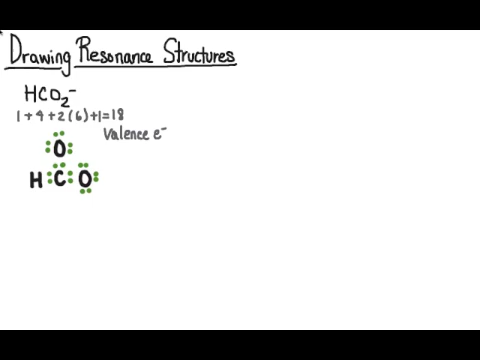 Drawing Resonance Structures
HCO₂⁻
1+4+2(6)+1=18
Valence e⁻
O
H C O